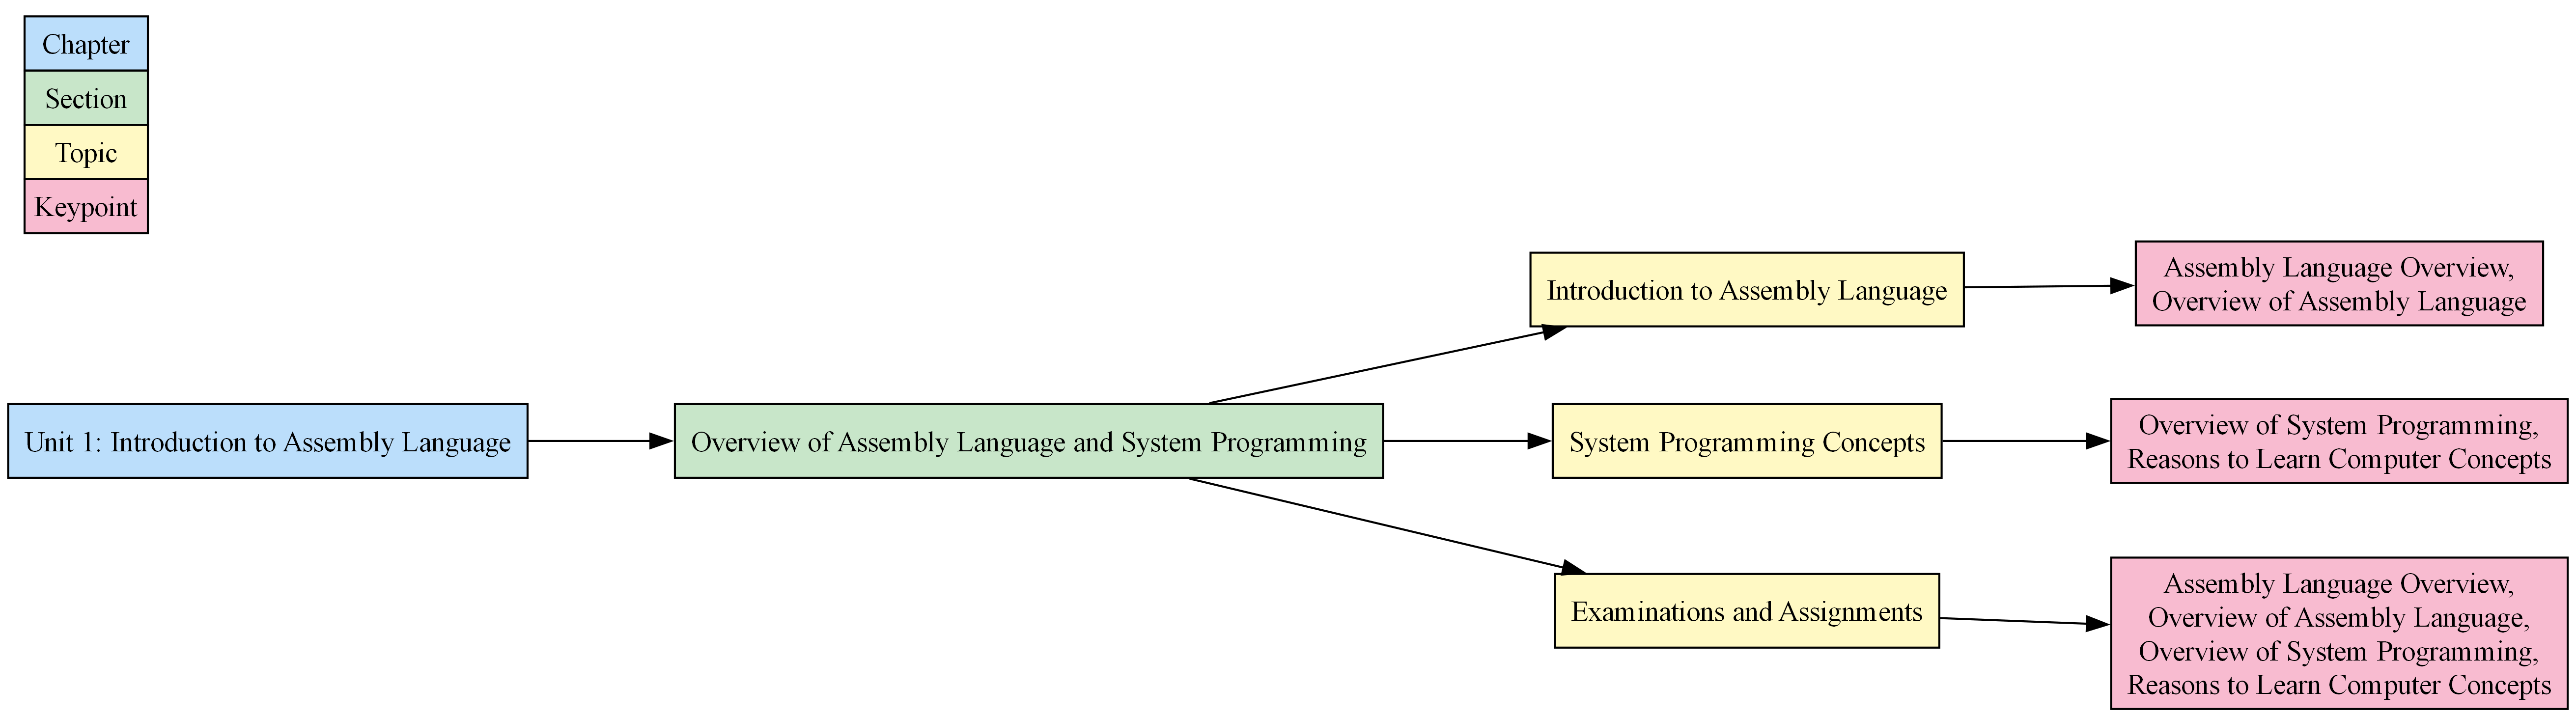 Chapter
Section
Topic
Keypoint
Unit 1: Introduction to Assembly Language
Overview of Assembly Language and System Programming
Introduction to Assembly Language
Assembly Language Overview,
Overview of Assembly Language
System Programming Concepts
Overview of System Programming,
Reasons to Learn Computer Concepts
Examinations and Assignments
Assembly Language Overview,
Overview of Assembly Language,
Overview of System Programming,
Reasons to Learn Computer Concepts